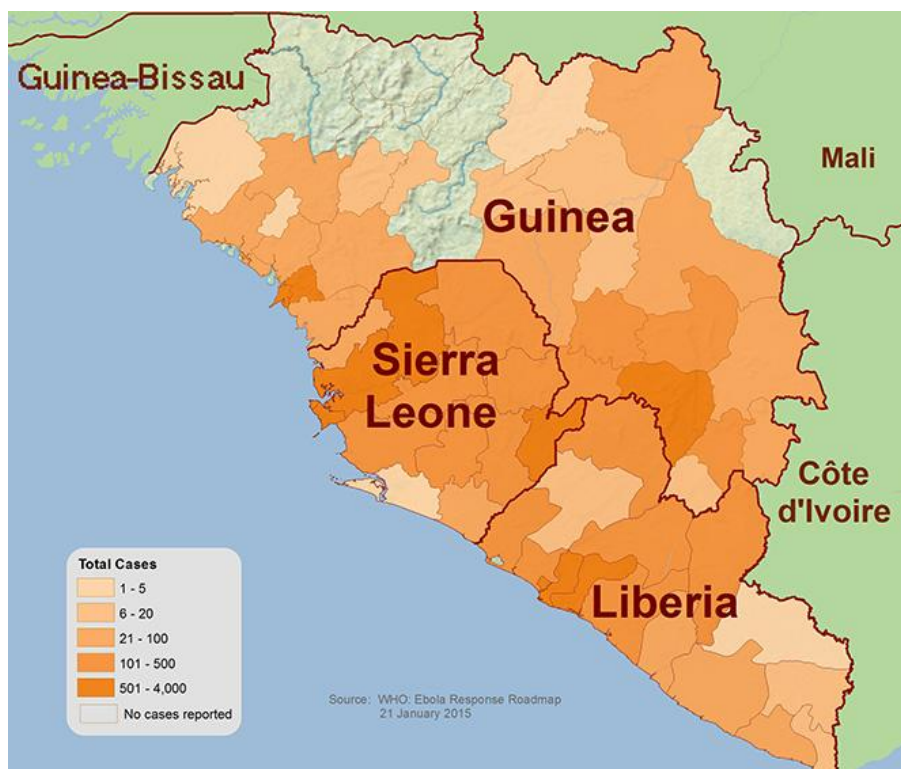 Guinea-Bissau
Mali
Guinea
Sierra
Leone
Côte
d'Ivoire
Liberia
Total Cases
1 - 5
6 - 20
21 - 100
101 - 500
501 - 4,000
No cases reported
Source: WHO: Ebola Response Roadmap
21 January 2015